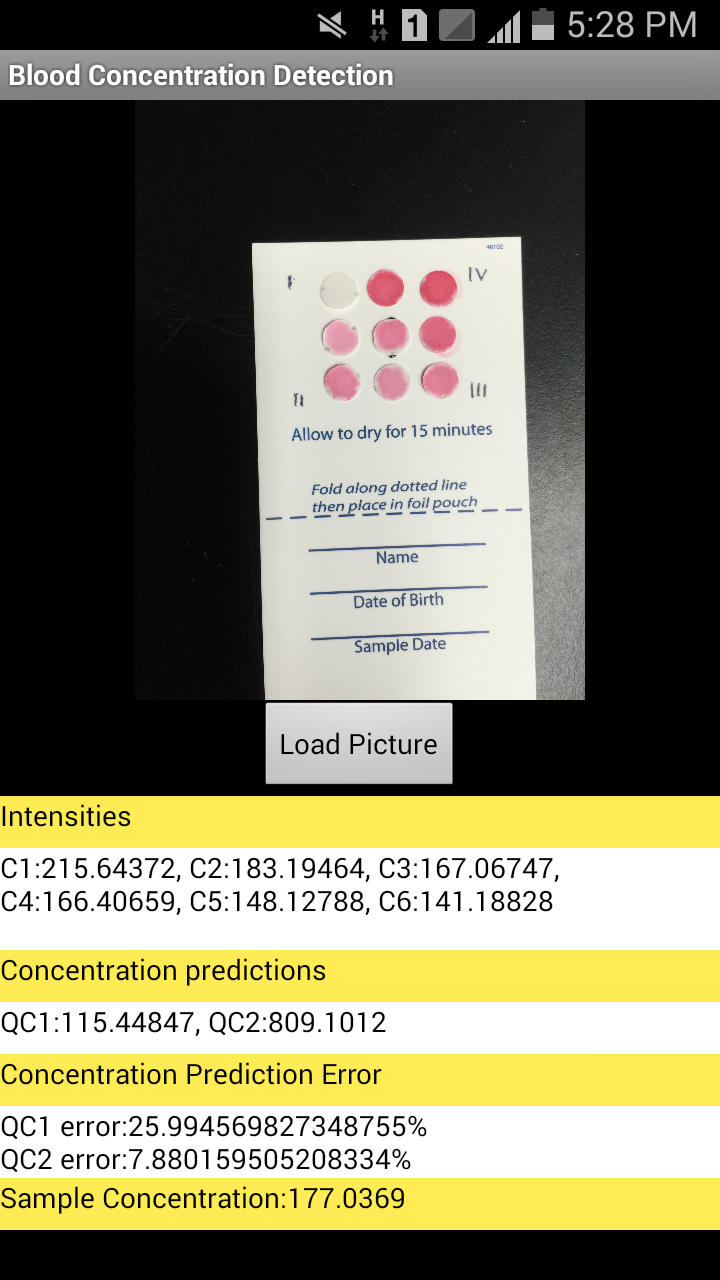 H 1 5:28 PM
Blood Concentration Detection
46102
I IV
II III
Allow to dry for 15 minutes
Fold along dotted line
then place in foil pouch
Name
Date of Birth
Sample Date
Load Picture
Intensities
C1:215.64372, C2:183.19464, C3:167.06747,
C4:166.40659, C5:148.12788, C6:141.18828
Concentration predictions
QC1:115.44847, QC2:809.1012
Concentration Prediction Error
QC1 error:25.994569827348755%
QC2 error:7.880159505208334%
Sample Concentration:177.0369